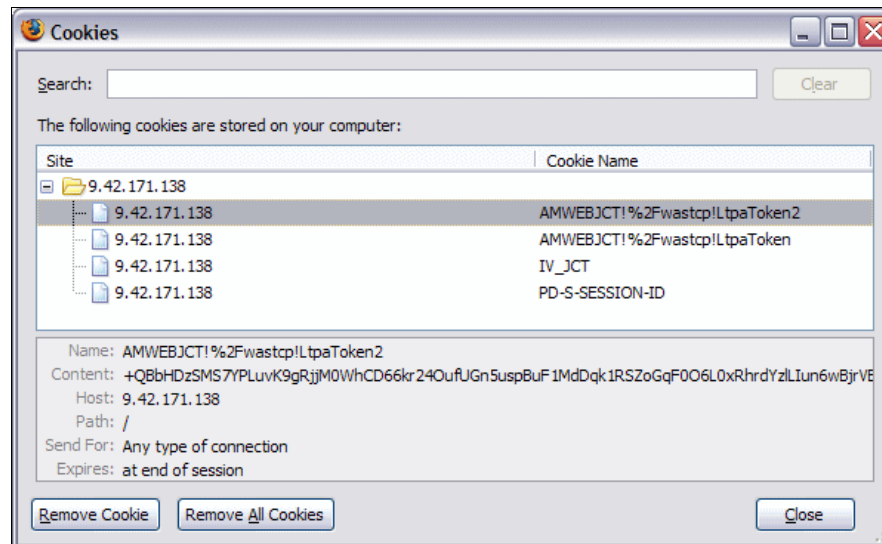 Cookies
Search:
Clear
The following cookies are stored on your computer:
Site Cookie Name
9.42.171.138
9.42.171.138 AMWEBJCT!%2Fwastcp!LtpaToken2
9.42.171.138 AMWEBJCT!%2Fwastcp!LtpaToken
9.42.171.138 IV_JCT
9.42.171.138 PD-S-SESSION-ID
Name: AMWEBJCT!%2Fwastcp!LtpaToken2
Content: +QBbHDzSMS7YPLuvK9gRjjM0WhCD66kr24OufUGn5uspBuF1MdDqk1RSZoGqF0O6L0xRhrdYzlLIun6wBjrVE
Host: 9.42.171.138
Path: /
Send For: Any type of connection
Expires: at end of session
Remove Cookie Remove All Cookies Close